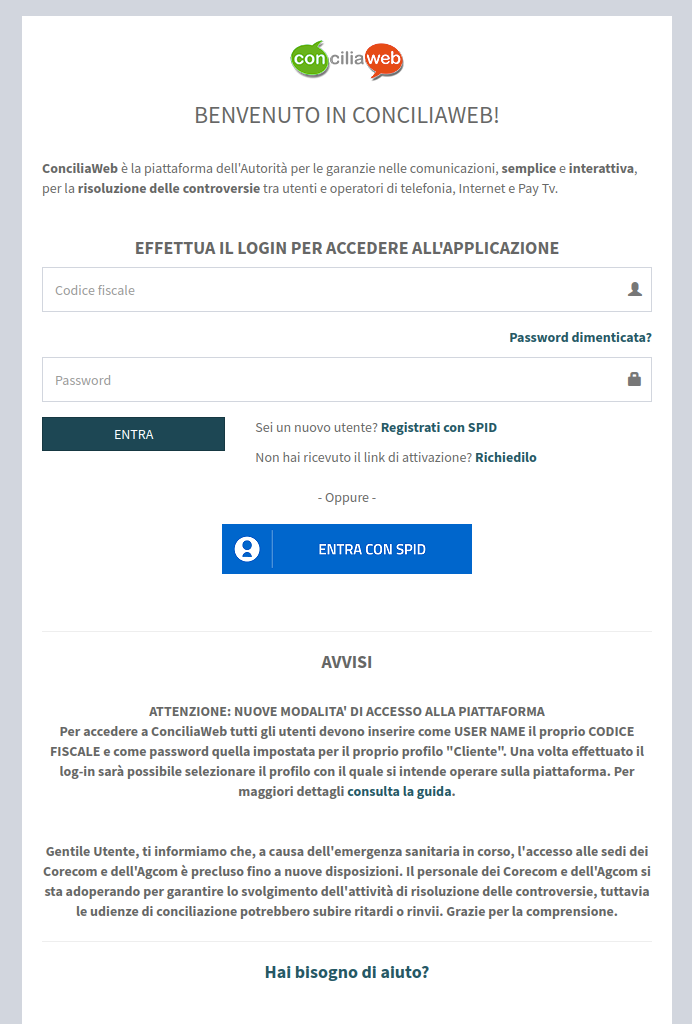 conciliaweb
BENVENUTO IN CONCILIAWEB!
ConciliaWeb è la piattaforma dell'Autorità per le garanzie nelle comunicazioni, semplice e interattiva,
per la risoluzione delle controversie tra utenti e operatori di telefonia, Internet e Pay Tv.
EFFETTUA IL LOGIN PER ACCEDERE ALL'APPLICAZIONE
Codice fiscale
Password dimenticata?
Password
ENTRA
Sei un nuovo utente? Registrati con SPID
Non hai ricevuto il link di attivazione? Richiedilo
- Oppure -
ENTRA CON SPID
AVVISI
ATTENZIONE: NUOVE MODALITA' DI ACCESSO ALLA PIATTAFORMA
Per accedere a ConciliaWeb tutti gli utenti devono inserire come USER NAME il proprio CODICE
FISCALE e come password quella impostata per il proprio profilo "Cliente". Una volta effettuato il
log-in sarà possibile selezionare il profilo con il quale si intende operare sulla piattaforma. Per
maggiori dettagli consulta la guida.
Gentile Utente, ti informiamo che, a causa dell'emergenza sanitaria in corso, l'accesso alle sedi dei
Corecom e dell'Agcom è precluso fino a nuove disposizioni. Il personale dei Corecom e dell'Agcom si
sta adoperando per garantire lo svolgimento dell'attività di risoluzione delle controversie, tuttavia
le udienze di conciliazione potrebbero subire ritardi o rinvii. Grazie per la comprensione.
Hai bisogno di aiuto?